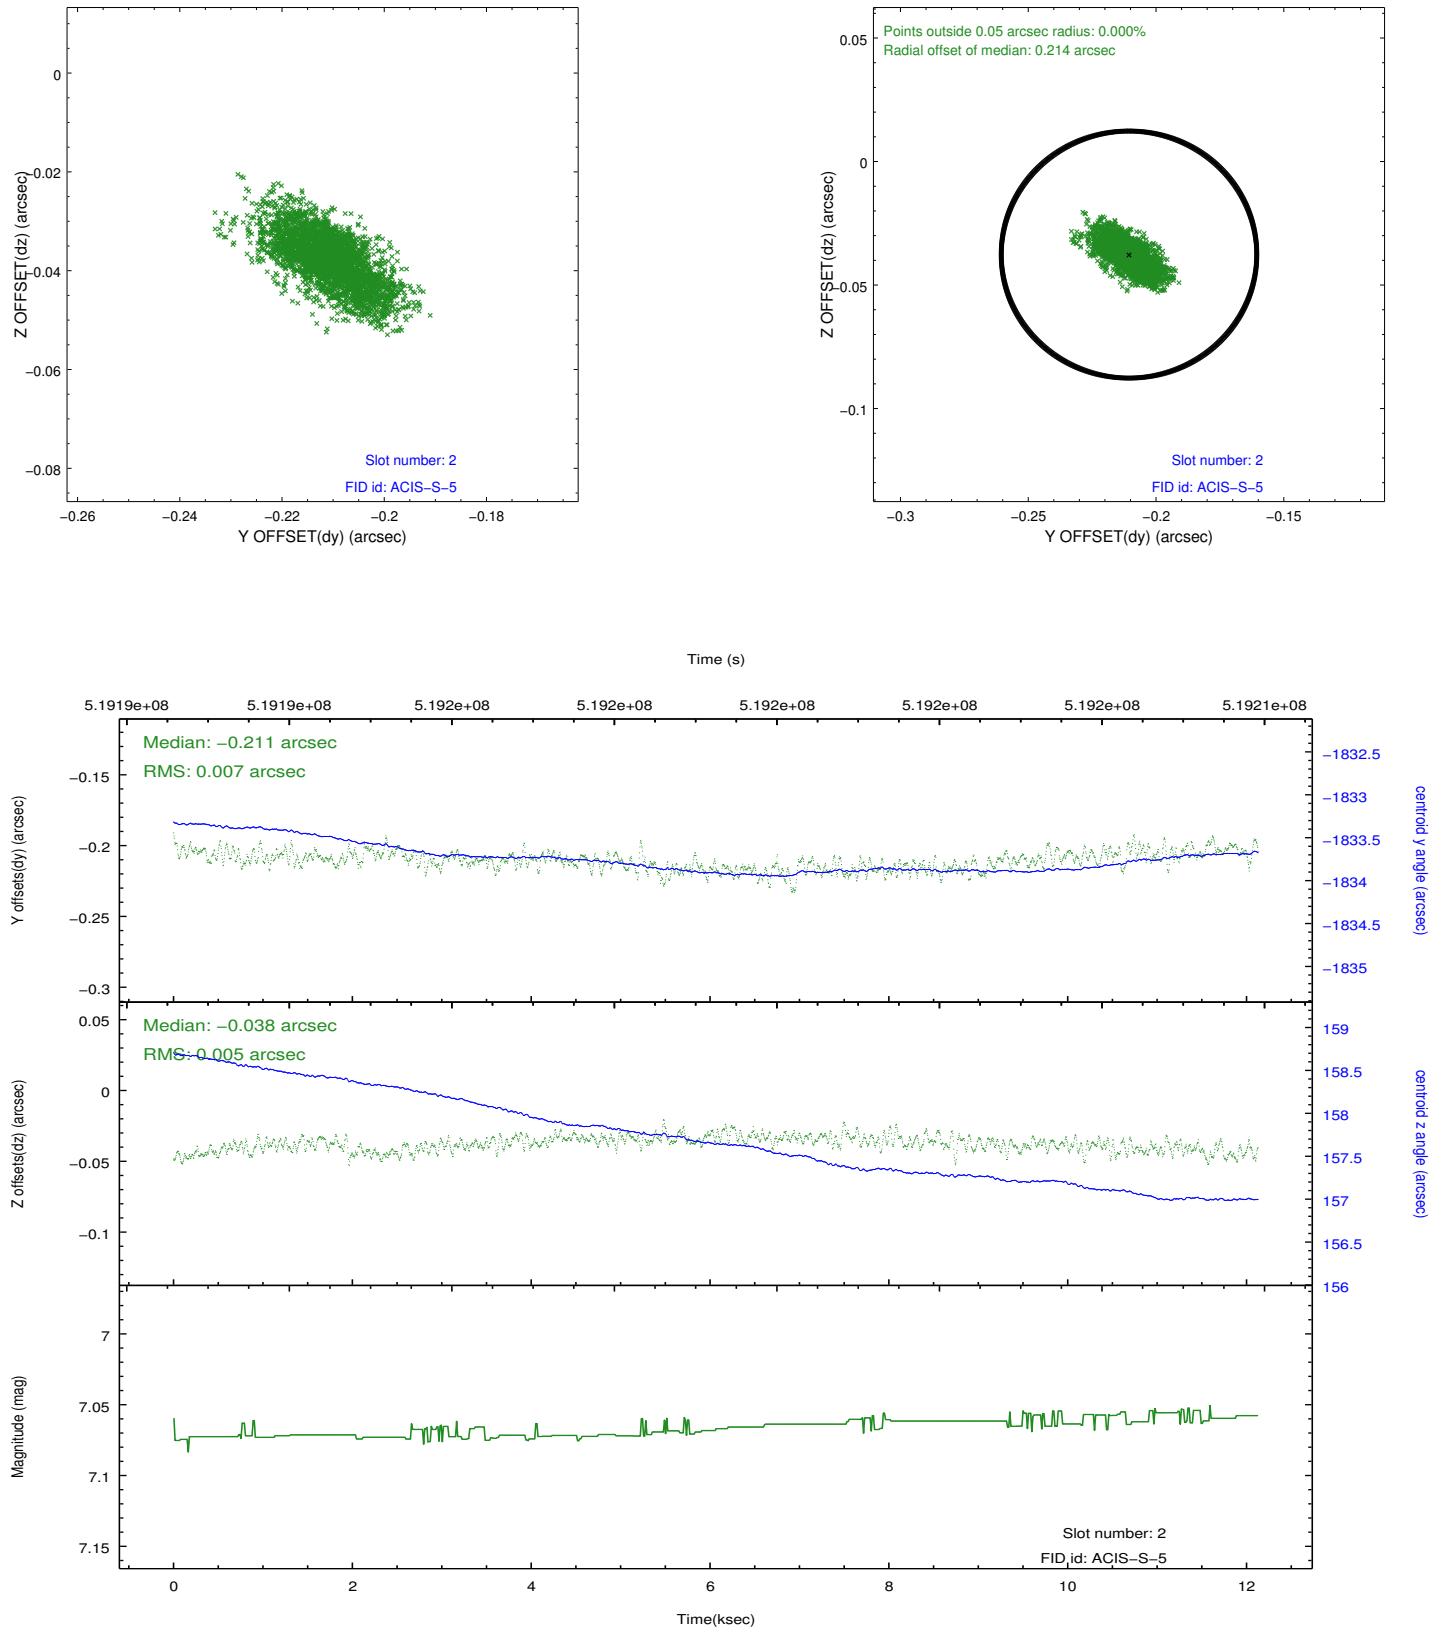 0
−0.02
−0.04
−0.06
−0.08
Z OFFSET(dz) (arcsec)
Slot number: 2
FID id: ACIS−S−5
−0.26 −0.24 −0.22 −0.2 −0.18
Y OFFSET(dy) (arcsec)
Points outside 0.05 arcsec radius: 0.000%
Radial offset of median: 0.214 arcsec
0.05
0
−0.05
−0.1
Z OFFSET(dz) (arcsec)
Slot number: 2
FID id: ACIS−S−5
−0.3 −0.25 −0.2 −0.15
Y OFFSET(dy) (arcsec)
Time (s)
5.1919e+08 5.1919e+08 5.192e+08 5.192e+08 5.192e+08 5.192e+08 5.192e+08 5.1921e+08
Median: −0.211 arcsec
RMS: 0.007 arcsec
−0.15
−0.2
−0.25
−0.3
Y offsets(dy) (arcsec)
−1832.5
−1833
−1833.5
−1834
−1834.5
−1835
centroid y angle (arcsec)
Median: −0.038 arcsec
RMS: 0.005 arcsec
0.05
0
−0.05
−0.1
Z offsets(dz) (arcsec)
159
158.5
158
157.5
157
156.5
156
centroid z angle (arcsec)
7
7.05
7.1
7.15
Magnitude (mag)
Slot number: 2
FID id: ACIS−S−5
0 2 4 6 8 10 12
Time(ksec)